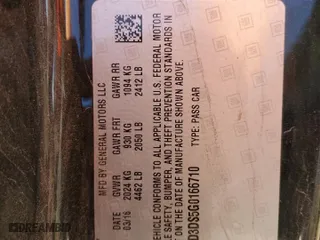 MFD BY GENERAL MOTORS LLC
DATE GVWR GAWR FRT GAWR RR
03/16 2024 KG 930 KG 1094 KG
4462 LB 2050 LB 2412 LB
VEHICLE CONFORMS TO ALL APPLICABLE U.S. FEDERAL MOTOR
VEHICLE SAFETY, BUMPER, AND THEFT PREVENTION STANDARDS IN
EFFECT ON THE DATE OF MANUFACTURE SHOWN ABOVE.
D3DS5G0166710 TYPE: PASS CAR
DREAMBID